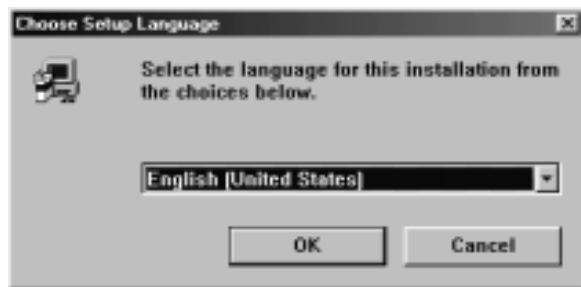 Choose Setup Language
Select the language for this installation from
the choices below.
English (United States)
OK
Cancel